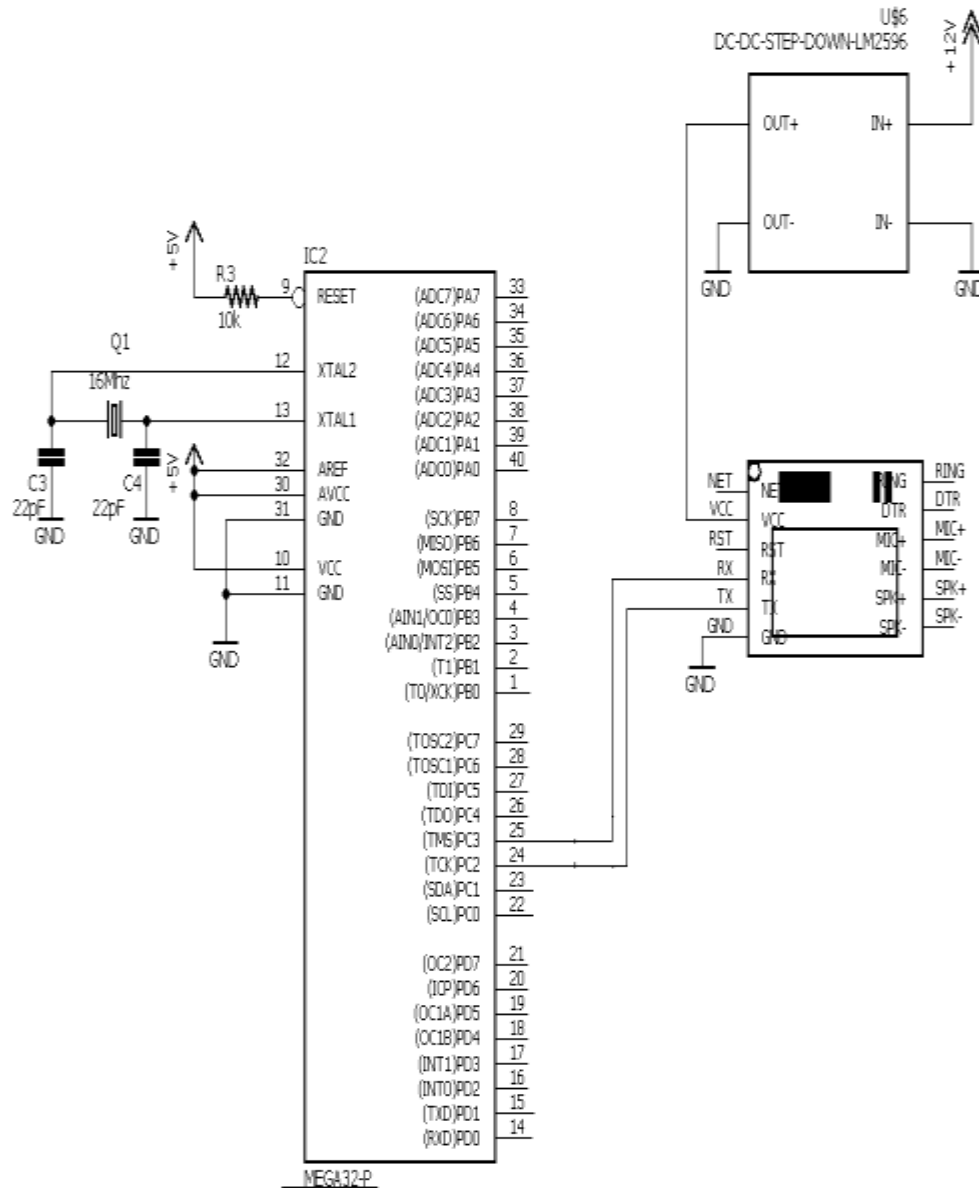 U$6
DC-DC-STEP-DOWN-LM2596
+12V
OUT+ IN+
OUT- IN-
GND GND
+5V
IC2
R3
10k
9 RESET (ADC7)PA7 33
(ADC6)PA6 34
(ADC5)PA5 35
Q1
16Mhz
12 XTAL2 (ADC4)PA4 36
(ADC3)PA3 37
13 XTAL1 (ADC2)PA2 38
(ADC1)PA1 39
+5V
32 AREF (ADC0)PA0 40
C3
22pF
GND
C4
22pF
GND
30 AVCC
31 GND (SCK)PB7 8
(MISO)PB6 7
10 VCC (MOSI)PB5 6
11 GND (SS)PB4 5
GND
(AIN1/OC0)PB3 4
(AIN0/INT2)PB2 3
(T1)PB1 2
(T0/XCK)PB0 1
NET RING RING
VCC VCC DTR DTR
RST RST MIC+ MIC+
RX RX MIC- MIC-
TX TX SPK+ SPK+
GND GND SPK- SPK-
GND
(TOSC2)PC7 29
(TOSC1)PC6 28
(TDI)PC5 27
(TDO)PC4 26
(TMS)PC3 25
(TCK)PC2 24
(SDA)PC1 23
(SCL)PC0 22
(OC2)PD7 21
(ICP)PD6 20
(OC1A)PD5 19
(OC1B)PD4 18
(INT1)PD3 17
(INT0)PD2 16
(TXD)PD1 15
(RXD)PD0 14
MEGA32-P